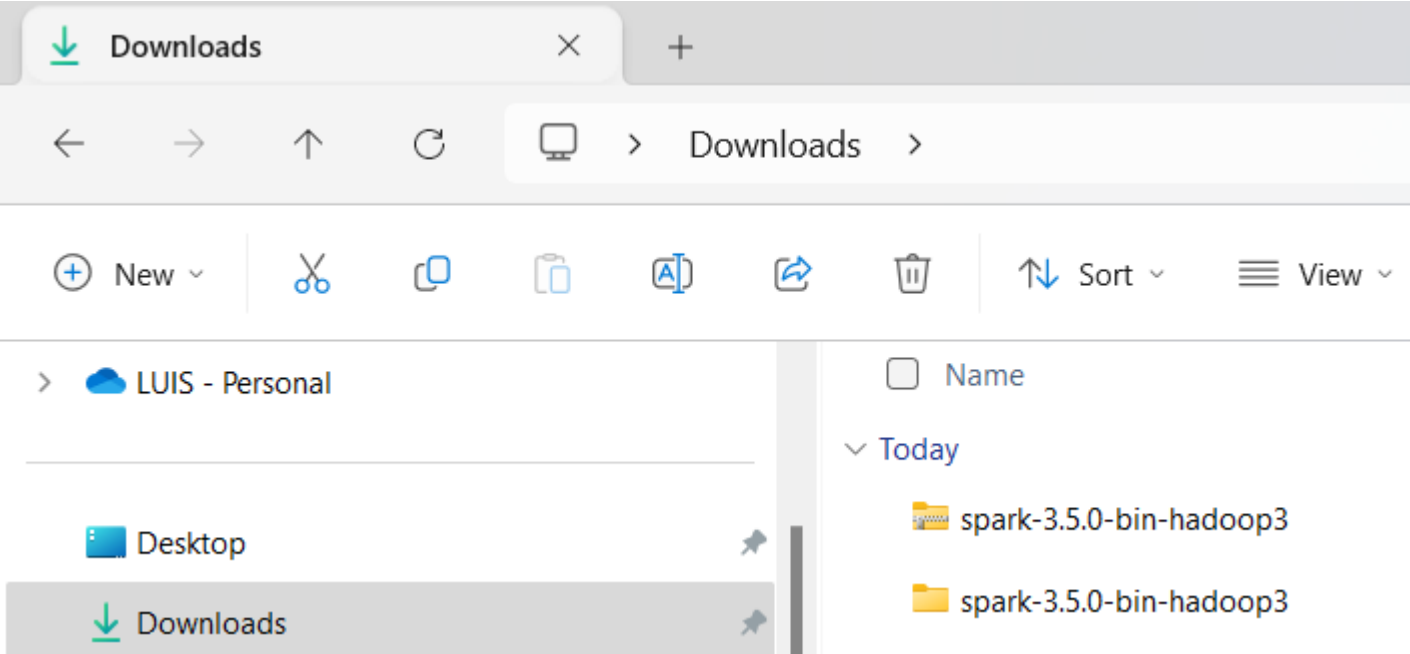 Downloads
Downloads
New Sort View
LUIS - Personal
Name
Today
spark-3.5.0-bin-hadoop3
Desktop
spark-3.5.0-bin-hadoop3
Downloads